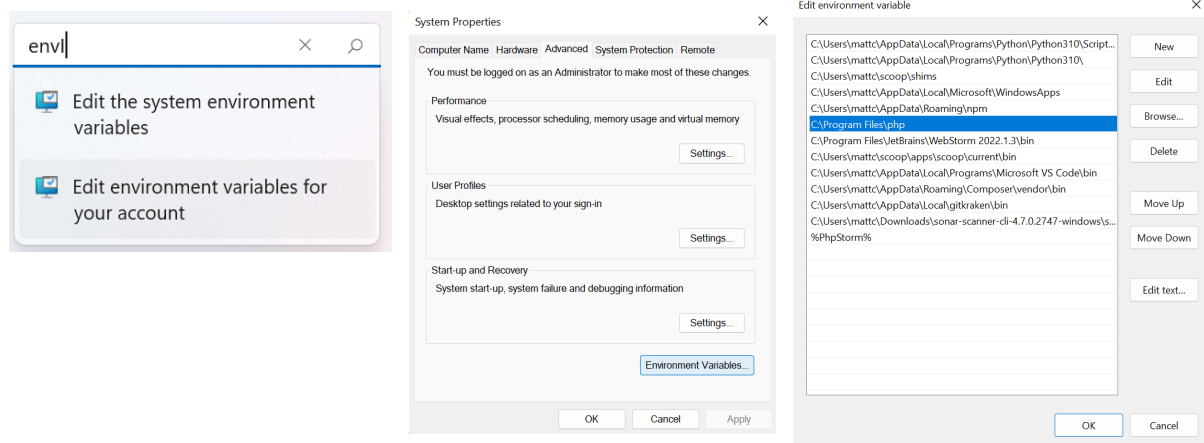 envI
Edit the system environment
variables
Edit environment variables for
your account
System Properties
Computer Name Hardware Advanced System Protection Remote
You must be logged on as an Administrator to make most of these changes.
Performance
Visual effects, processor scheduling, memory usage and virtual memory
Settings...
User Profiles
Desktop settings related to your sign-in
Settings...
Start-up and Recovery
System start-up, system failure and debugging information
Settings...
Environment Variables...
OK Cancel Apply
Edit environment variable
C:\Users\mattc\AppData\Local\Programs\Python\Python310\Script...
C:\Users\mattc\AppData\Local\Programs\Python\Python310\
C:\Users\mattc\scoop\shims
C:\Users\mattc\AppData\Local\Microsoft\WindowsApps
C:\Users\mattc\AppData\Roaming\npm
C:\Program Files\php
C:\Program Files\JetBrains\WebStorm 2022.1.3\bin
C:\Users\mattc\scoop\apps\scoop\current\bin
C:\Users\mattc\AppData\Local\Programs\Microsoft VS Code\bin
C:\Users\mattc\AppData\Roaming\Composer\vendor\bin
C:\Users\mattc\AppData\Local\gitkraken\bin
C:\Users\mattc\Downloads\sonar-scanner-cli-4.7.0.2747-windows\s...
%PhpStorm%
New
Edit
Browse...
Delete
Move Up
Move Down
Edit text...
OK Cancel